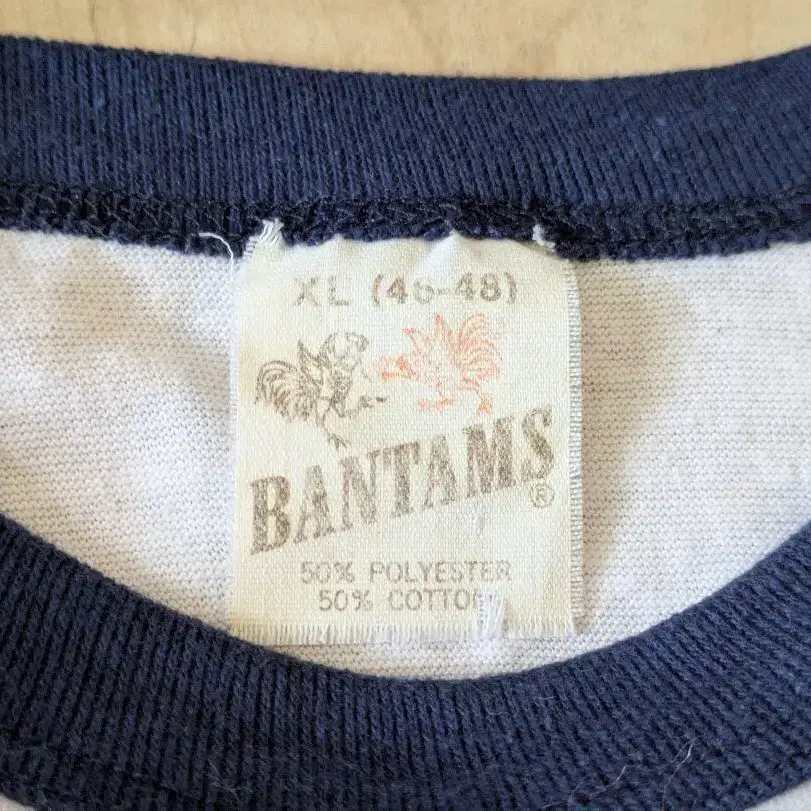 XL (46-48)
BANTAMS®
50% POLYESTER
50% COTTON